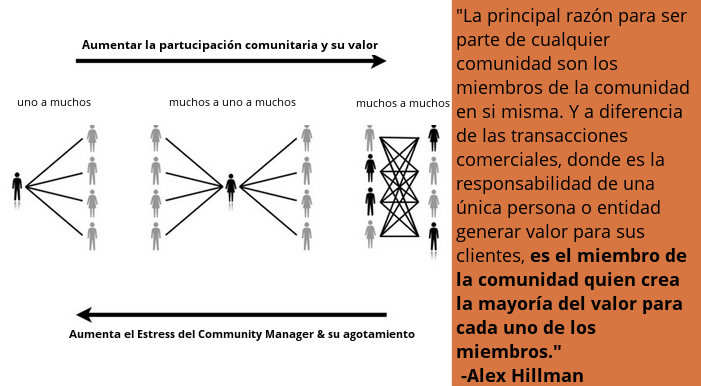 Aumentar la partucipación comunitaria y su valor
uno a muchos
muchos a uno a muchos
muchos a muchos
Aumenta el Estress del Community Manager & su agotamiento
"La principal razón para ser
parte de cualquier
comunidad son los
miembros de la comunidad
en si misma. Y a diferencia
de las transacciones
comerciales, donde es la
responsabilidad de una
única persona o entidad
generar valor para sus
clientes, es el miembro de
la comunidad quien crea
la mayoría del valor para
cada uno de los
miembros."
-Alex Hillman